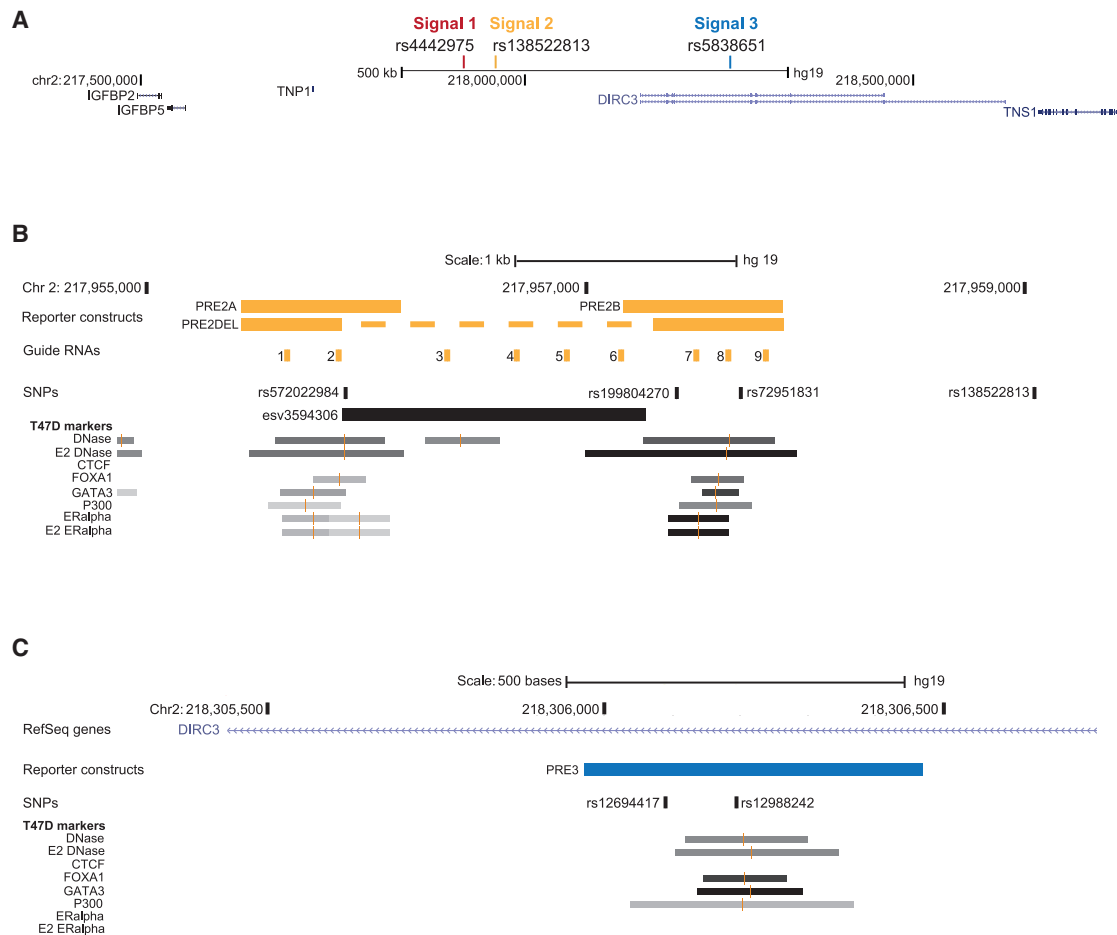 A
Signal 1 Signal 2 Signal 3
rs4442975 rs138522813 rs5838651
500 kb hg19
chr2: 217,500,000 218,000,000 218,500,000
IGFBP2 TNP1 DIRC3
IGFBP5 TNS1
B
Scale: 1 kb hg 19
Chr 2: 217,955,000 217,957,000 217,959,000
Reporter constructs PRE2A PRE2B
PRE2DEL
Guide RNAs 1 2 3 4 5 6 7 8 9
SNPs rs572022984 rs199804270 rs72951831 rs138522813
esv3594306
T47D markers
DNase
E2 DNase
CTCF
FOXA1
GATA3
P300
ERalpha
E2 ERalpha
C
Scale: 500 bases hg19
Chr2: 218,305,500 218,306,000 218,306,500
RefSeq genes DIRC3
Reporter constructs PRE3
SNPs rs12694417 rs12988242
T47D markers
DNase
E2 DNase
CTCF
FOXA1
GATA3
P300
ERalpha
E2 ERalpha